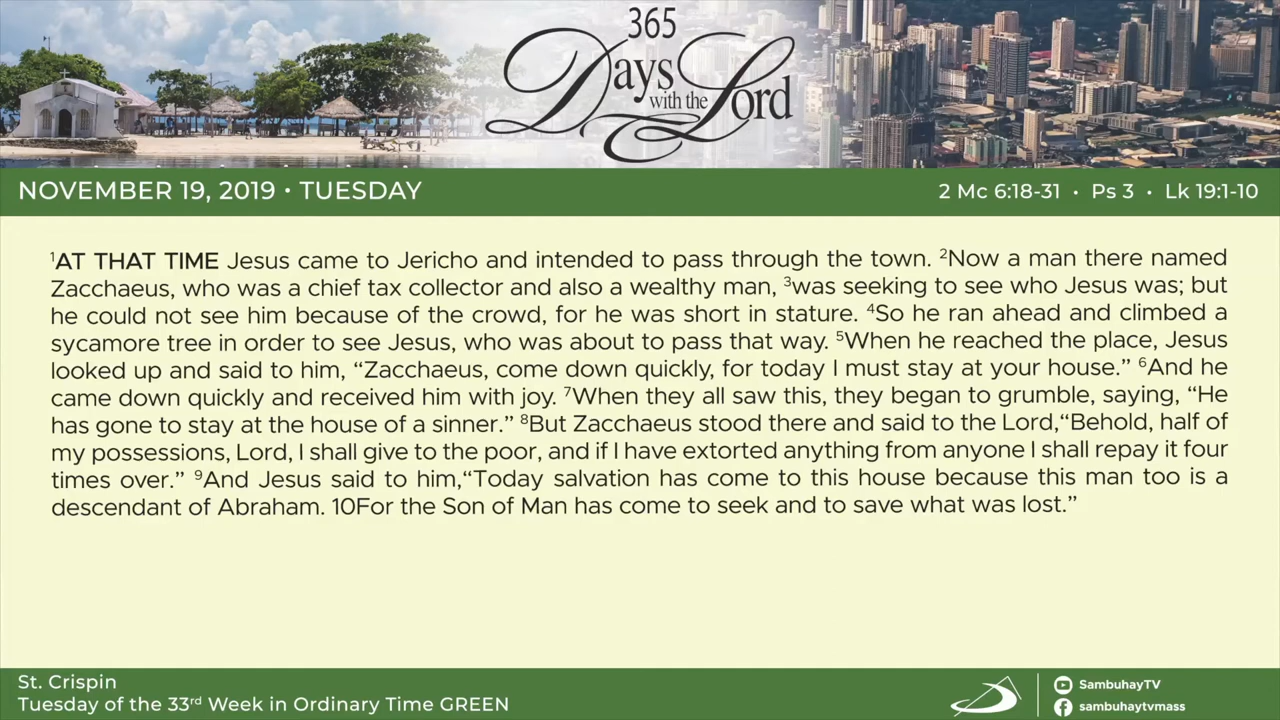 365
Days with the Lord
NOVEMBER 19, 2019 • TUESDAY
2 Mc 6:18-31 • Ps 3 • Lk 19:1-10
¹AT THAT TIME Jesus came to Jericho and intended to pass through the town. ²Now a man there named
Zacchaeus, who was a chief tax collector and also a wealthy man, ³was seeking to see who Jesus was; but
he could not see him because of the crowd, for he was short in stature. ⁴So he ran ahead and climbed a
sycamore tree in order to see Jesus, who was about to pass that way. ⁵When he reached the place, Jesus
looked up and said to him, “Zacchaeus, come down quickly, for today I must stay at your house.” ⁶And he
came down quickly and received him with joy. ⁷When they all saw this, they began to grumble, saying, “He
has gone to stay at the house of a sinner.” ⁸But Zacchaeus stood there and said to the Lord,“Behold, half of
my possessions, Lord, I shall give to the poor, and if I have extorted anything from anyone I shall repay it four
times over.” ⁹And Jesus said to him,“Today salvation has come to this house because this man too is a
descendant of Abraham. 10For the Son of Man has come to seek and to save what was lost.”
St. Crispin
Tuesday of the 33rd Week in Ordinary Time GREEN
SambuhayTV
sambuhaytvmass